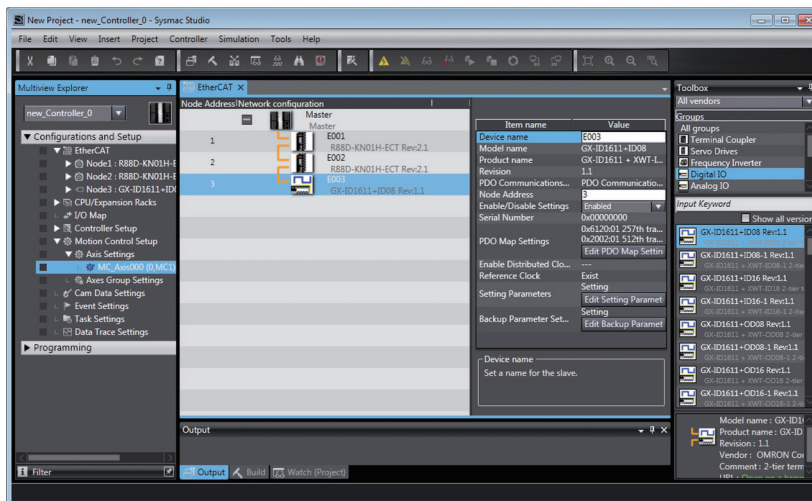 New Project - new_Controller_0 - Sysmac Studio
File Edit View Insert Project Controller Simulation Tools Help
Multiview Explorer
new_Controller_0
Configurations and Setup
EtherCAT
Node1 : R88D-KN01H-E
Node2 : R88D-KN01H-E
Node3 : GX-ID1611+ID
CPU/Expansion Racks
I/O Map
Controller Setup
Motion Control Setup
Axis Settings
MC_Axis000 (0,MC1)
Axes Group Settings
Cam Data Settings
Event Settings
Task Settings
Data Trace Settings
Programming
Filter
EtherCAT
Node Address|Network configuration
Master
Master
1
E001
R88D-KN01H-ECT Rev:2.1
2
E002
R88D-KN01H-ECT Rev:2.1
3
E003
GX-ID1611+ID08 Rev:1.1
Item name Value
Device name E003
Model name GX-ID1611+ID08
Product name GX-ID1611 + XWT-I...
Revision 1.1
PDO Communications... PDO Communicatio...
Node Address 3
Enable/Disable Settings Enabled
Serial Number 0x00000000
PDO Map Settings
0x6120:01 257th tra...
0x2002:01 512th tra...
Edit PDO Map Settin
Enable Distributed Clo... ---
Reference Clock Exist
Setting Parameters
Setting
Edit Setting Paramet
Backup Parameter Set...
Setting
Edit Backup Paramet
Device name
Set a name for the slave.
Output
Output Build Watch (Project)
Toolbox
All vendors
Groups
All groups
Terminal Coupler
Servo Drives
Frequency Inverter
Digital IO
Analog IO
Input Keyword
Show all version
GX-ID1611+ID08 Rev:1.1
GX-ID1611+ID08-1 Rev:1.1
GX-ID1611 + XWT-ID08-1 2-tie
GX-ID1611+ID16 Rev:1.1
GX-ID1611 + XWT-ID16 2-tier t
GX-ID1611+ID16-1 Rev:1.1
GX-ID1611 + XWT-ID16-1 2-tie
GX-ID1611+OD08 Rev:1.1
GX-ID1611 + XWT-OD08 2-tier
GX-ID1611+OD08-1 Rev:1.1
GX-ID1611 + XWT-OD08-1 2-t
GX-ID1611+OD16 Rev:1.1
GX-ID1611 + XWT-OD16 2-tier
GX-ID1611+OD16-1 Rev:1.1
GX-ID1611 + XWT-OD16-1 2-t
Model name : GX-ID1
Product name : GX-ID
Revision : 1.1
Vendor : OMRON Co
Comment : 2-tier term